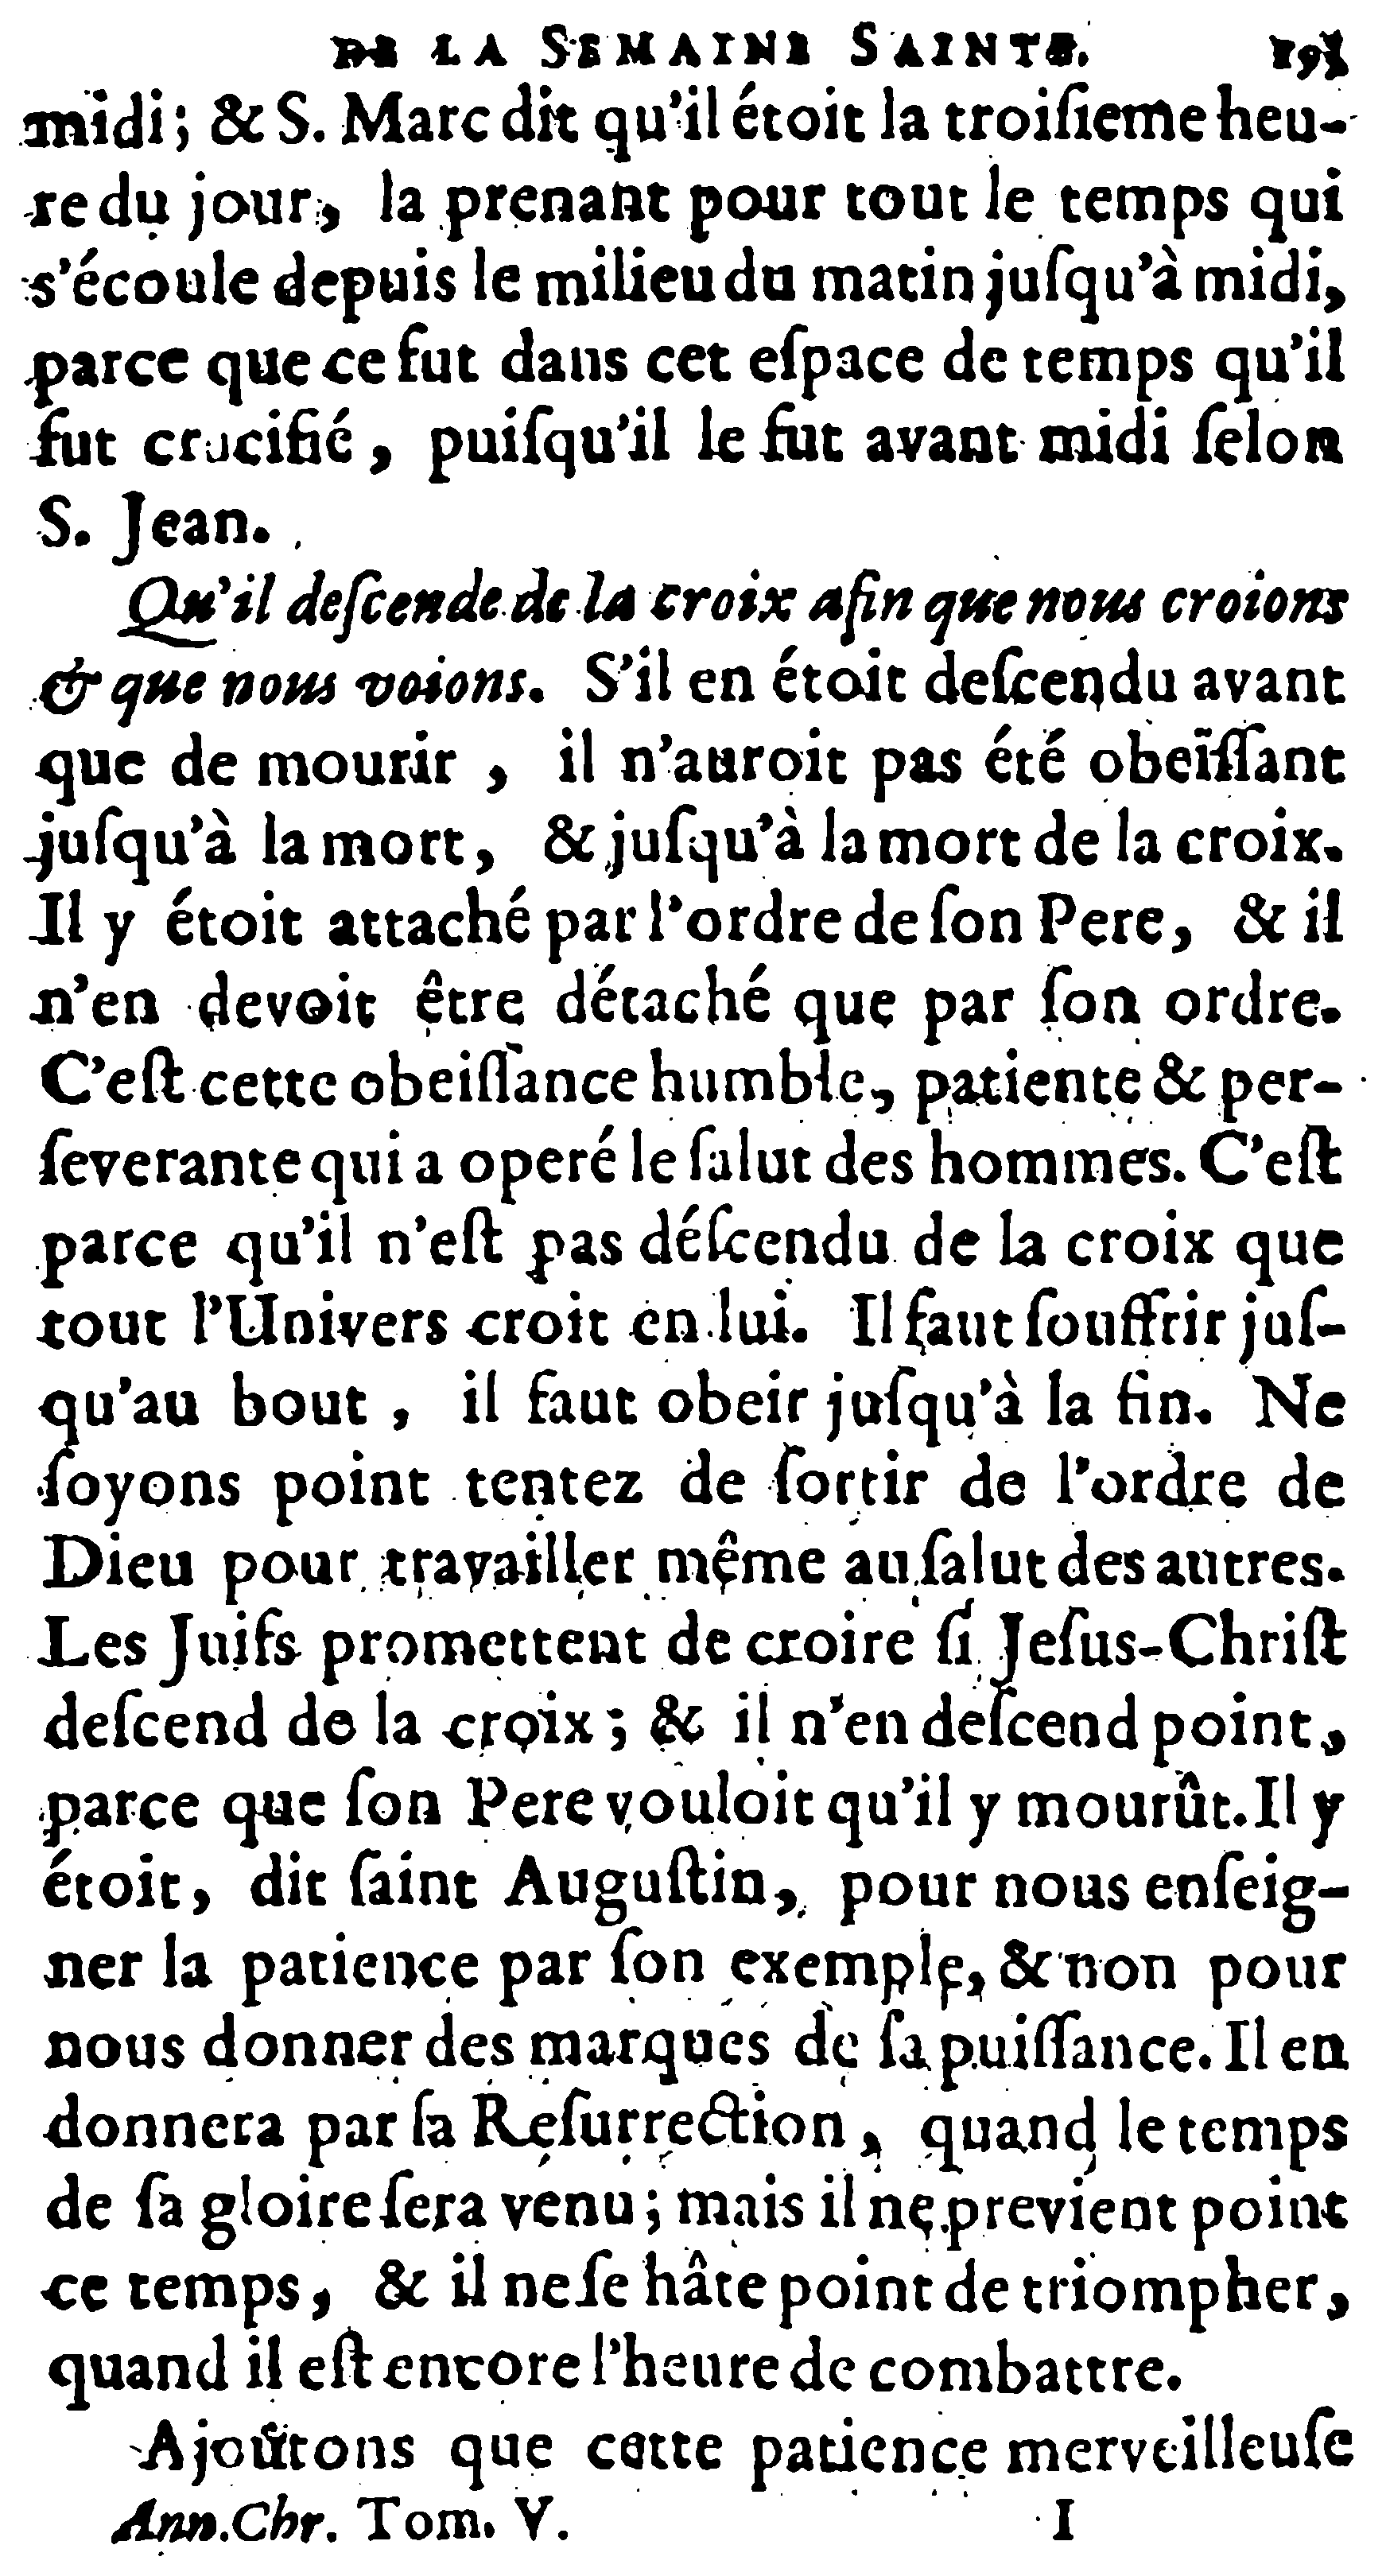 DE LA SEMAINE SAINTE. 193
midi; & S. Marc dit qu'il étoit la troiſieme heu-
re du jour, la prenant pour tout le temps qui
s'écoule depuis le milieu du matin juſqu'à midi,
parce que ce fut dans cet eſpace de temps qu'il
fut crucifié, puiſqu'il le fut avant midi ſelon
S. Jean.
Qu'il deſcende de la croix afin que nous croions
& que nous voions. S'il en étoit deſcendu avant
que de mourir, il n'auroit pas été obeïſſant
juſqu'à la mort, & juſqu'à la mort de la croix.
Il y étoit attaché par l'ordre de ſon Pere, & il
n'en devoit être détaché que par ſon ordre.
C'eſt cette obeiſſance humble, patiente & per-
ſeverante qui a operé le ſalut des hommes. C'eſt
parce qu'il n'eſt pas déſcendu de la croix que
tout l'Univers croit en lui. Il faut ſouffrir juſ-
qu'au bout, il faut obeir juſqu'à la fin. Ne
ſoyons point tentez de ſortir de l'ordre de
Dieu pour travailler même au ſalut des autres.
Les Juifs promettent de croire ſi Jeſus-Chriſt
deſcend de la croix; & il n'en deſcend point,
parce que ſon Pere vouloit qu'il y mourût. Il y
étoit, dit ſaint Auguſtin, pour nous enſeig-
ner la patience par ſon exemple, & non pour
nous donner des marques de ſa puiſſance. Il en
donnera par ſa Reſurrection, quand le temps
de ſa gloire ſera venu; mais il ne previent point
ce temps, & il ne ſe hâte point de triompher,
quand il eſt encore l'heure de combattre.
Ajoûtons que cette patience merveilleuſe
Ann. Chr. Tom. V. I